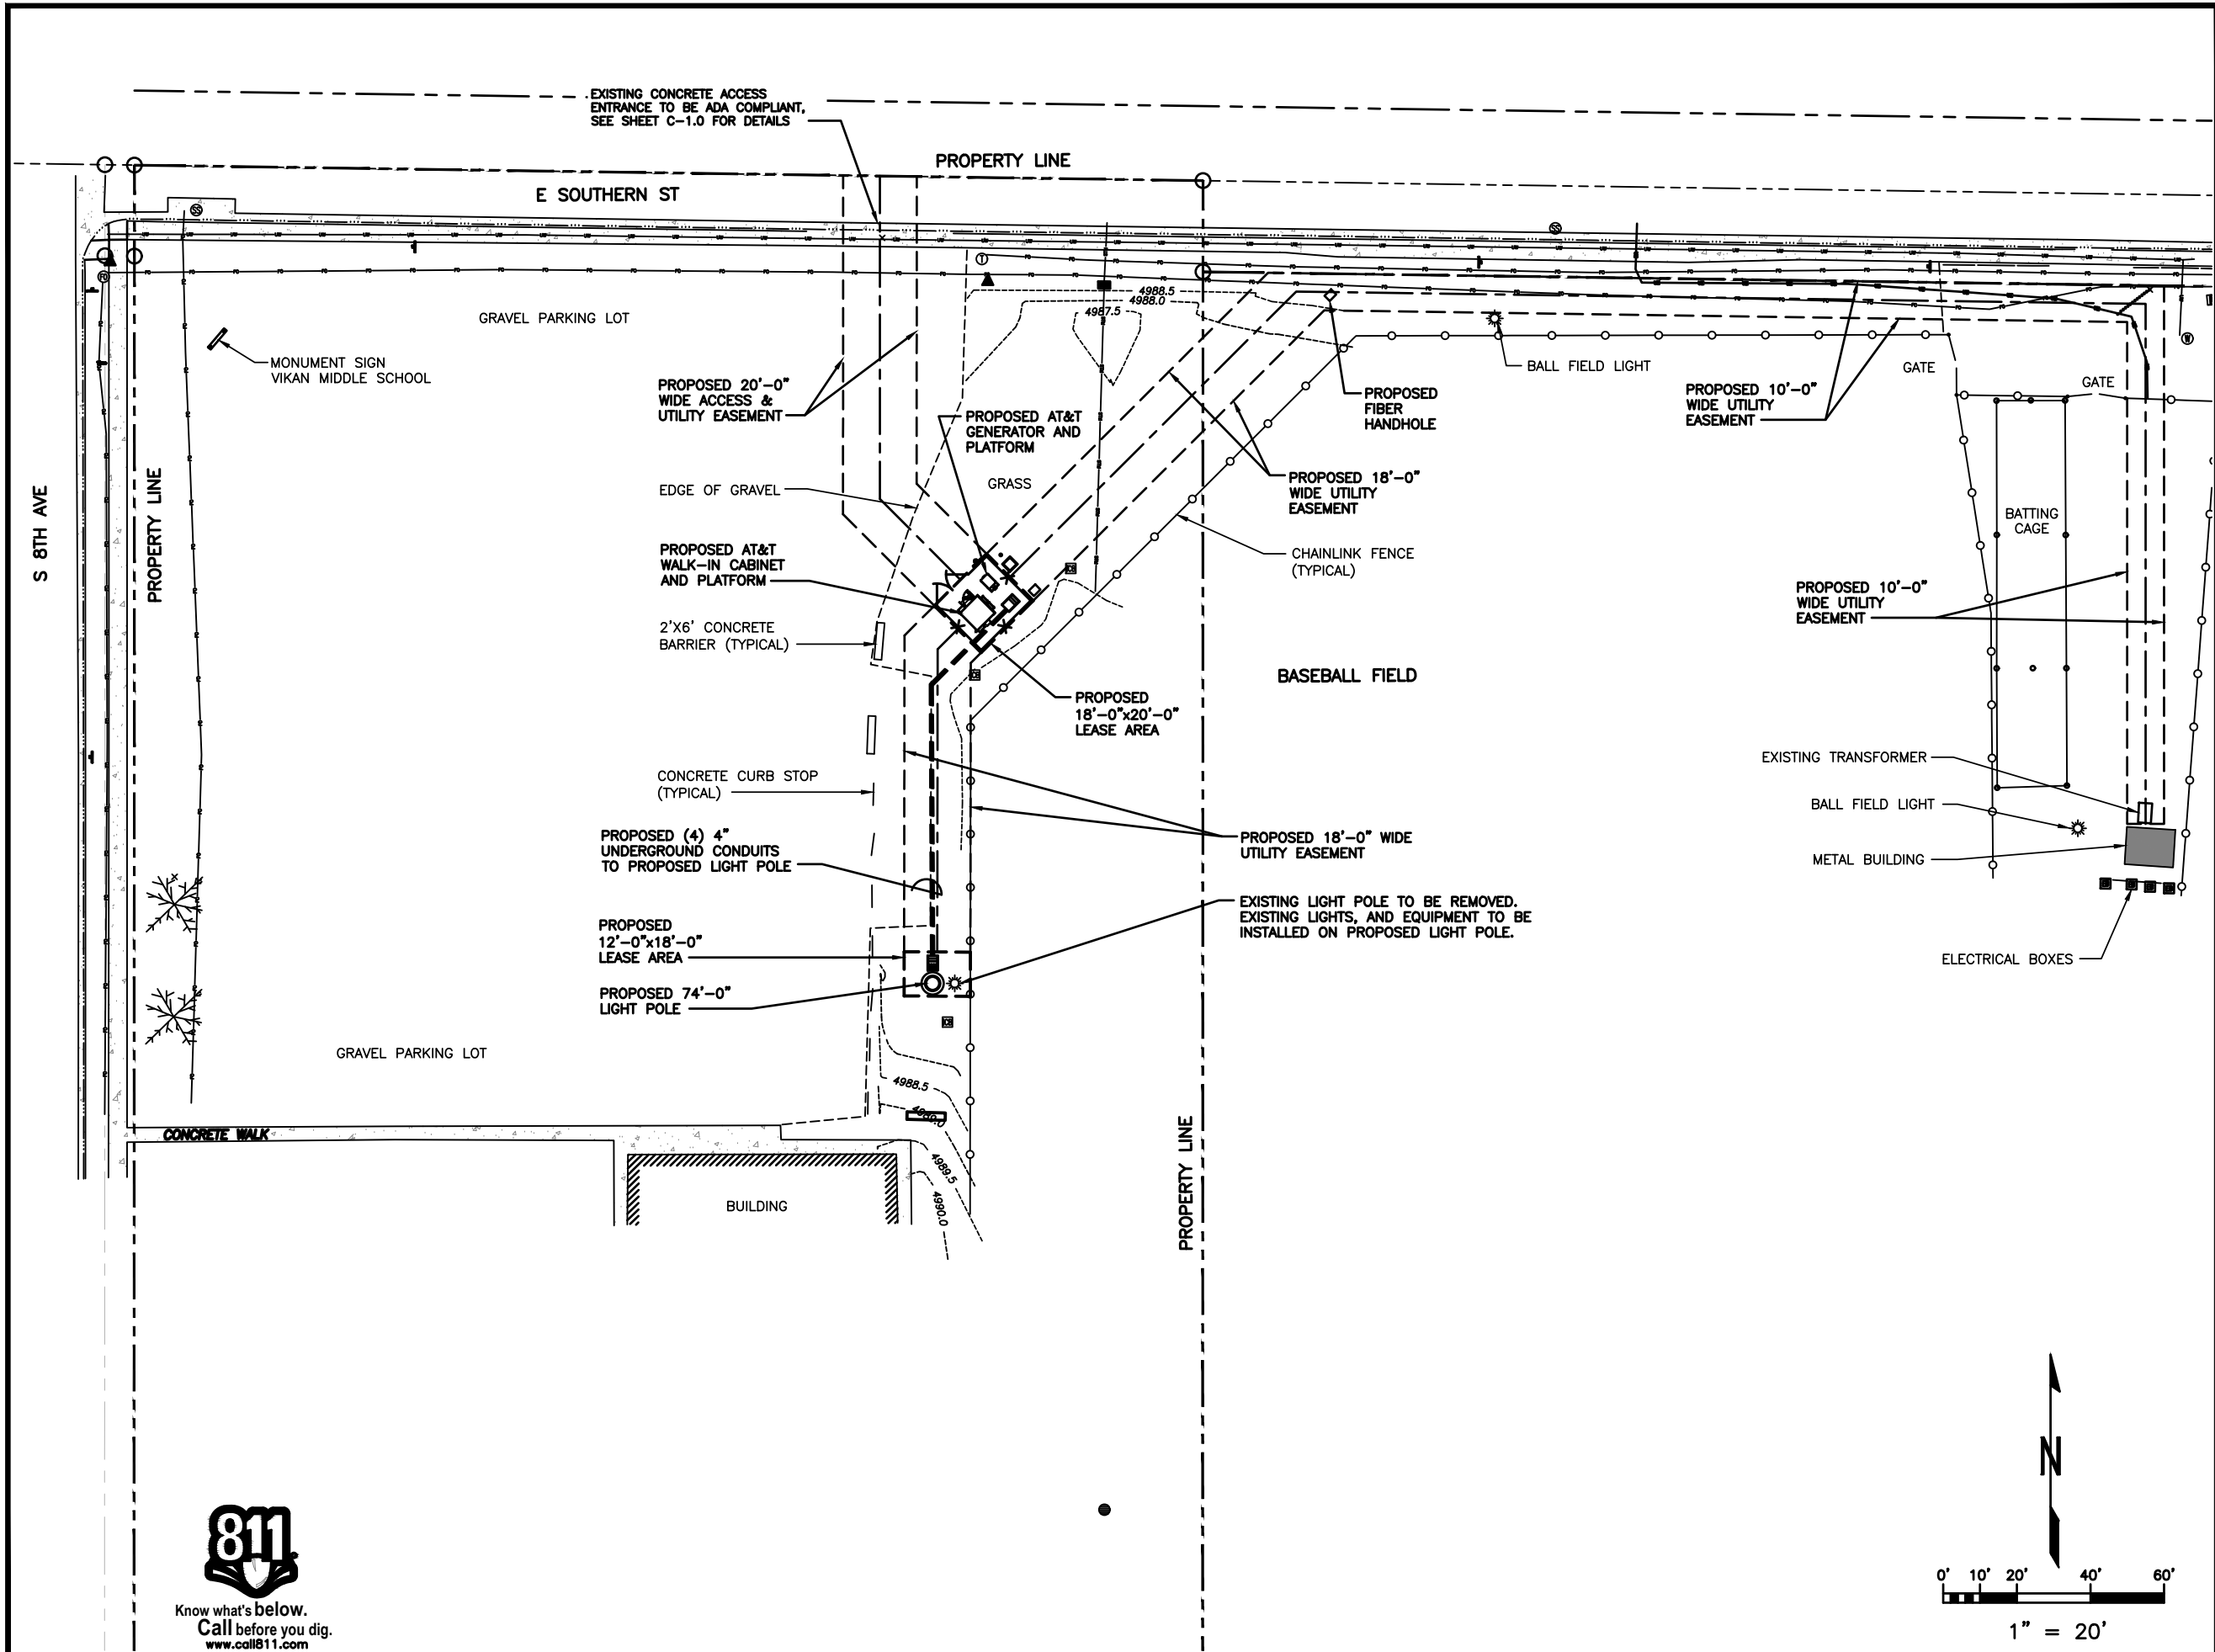 EXISTING CONCRETE ACCESS
ENTRANCE TO BE ADA COMPLIANT,
SEE SHEET C-1.0 FOR DETAILS
PROPERTY LINE
E SOUTHERN ST
SS
SS
T
FO
W
4988.5
4988.0
4987.5
GRAVEL PARKING LOT
MONUMENT SIGN
VIKAN MIDDLE SCHOOL
PROPOSED 20'-0"
WIDE ACCESS &
UTILITY EASEMENT
PROPOSED AT&T
GENERATOR AND
PLATFORM
PROPOSED
FIBER
HANDHOLE
BALL FIELD LIGHT
PROPOSED 10'-0"
WIDE UTILITY
EASEMENT
GATE
GATE
S 8TH AVE
PROPERTY LINE
EDGE OF GRAVEL
GRASS
PROPOSED 18'-0"
WIDE UTILITY
EASEMENT
BATTING
CAGE
PROPOSED AT&T
WALK-IN CABINET
AND PLATFORM
CHAINLINK FENCE
(TYPICAL)
PROPOSED 10'-0"
WIDE UTILITY
EASEMENT
2'X6' CONCRETE
BARRIER (TYPICAL)
BASEBALL FIELD
PROPOSED
18'-0"x20'-0"
LEASE AREA
EXISTING TRANSFORMER
CONCRETE CURB STOP
(TYPICAL)
BALL FIELD LIGHT
PROPOSED (4) 4"
UNDERGROUND CONDUITS
TO PROPOSED LIGHT POLE
PROPOSED 18'-0" WIDE
UTILITY EASEMENT
METAL BUILDING
EXISTING LIGHT POLE TO BE REMOVED.
EXISTING LIGHTS, AND EQUIPMENT TO BE
INSTALLED ON PROPOSED LIGHT POLE.
PROPOSED
12'-0"x18'-0"
LEASE AREA
ELECTRICAL BOXES
PROPOSED 74'-0"
LIGHT POLE
GRAVEL PARKING LOT
4988.5
4989.0
CONCRETE WALK
4989.5
4990.0
BUILDING
PROPERTY LINE
N
811
Know what's below.
Call before you dig.
www.call811.com
0' 10' 20' 40' 60'
1" = 20'